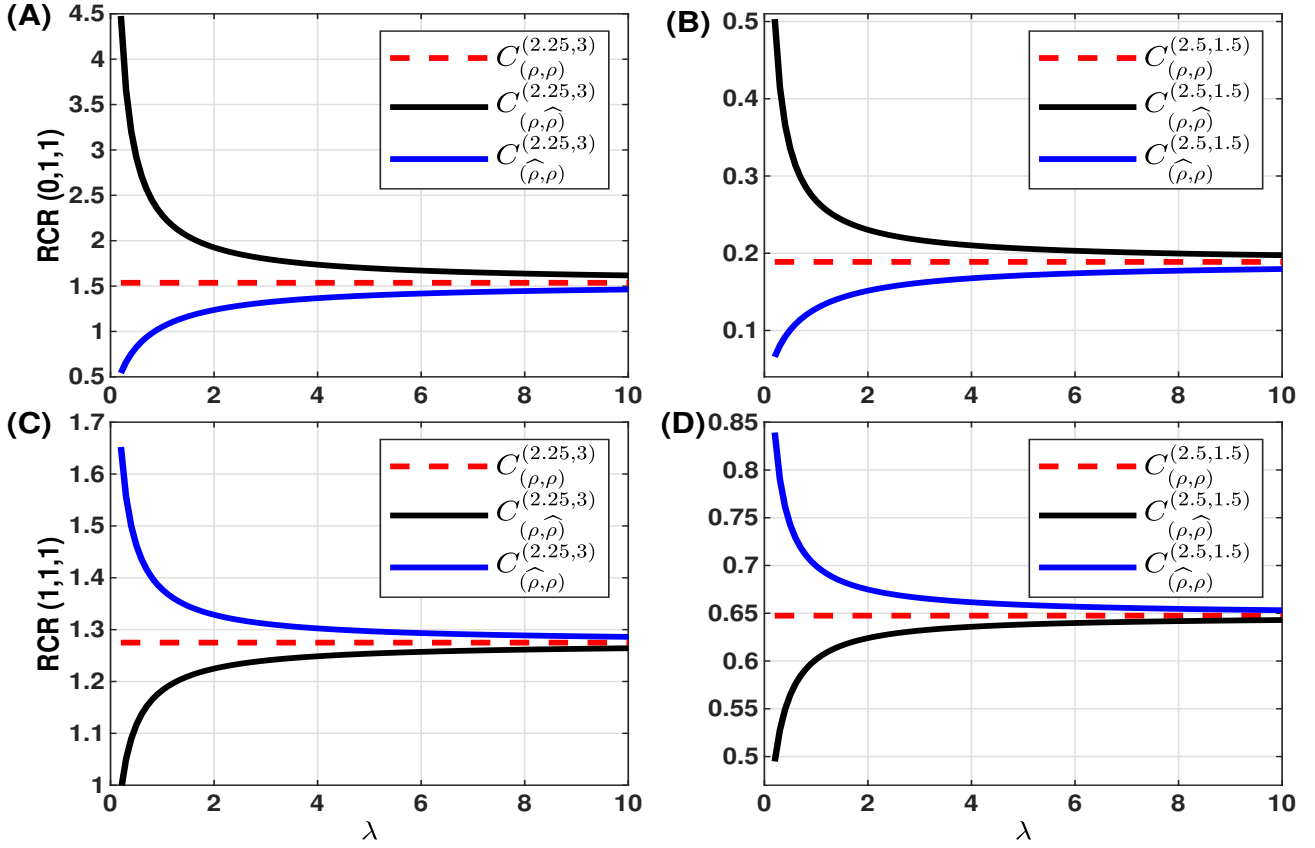 (A)
RCR (0,1,1)
4.5
4
3.5
3
2.5
2
1.5
1
0.5
0 2 4 6 8 10
C^{(2.25,3)}_{(ρ,ρ)}
C^{(2.25,3)}_{(ρ,\widehat{ρ})}
C^{(2.25,3)}_{(\widehat{ρ},ρ)}
(B)
0.5
0.4
0.3
0.2
0.1
0 2 4 6 8 10
C^{(2.5,1.5)}_{(ρ,ρ)}
C^{(2.5,1.5)}_{(ρ,\widehat{ρ})}
C^{(2.5,1.5)}_{(\widehat{ρ},ρ)}
(C)
RCR (1,1,1)
1.7
1.6
1.5
1.4
1.3
1.2
1.1
1
0 2 4 6 8 10
λ
C^{(2.25,3)}_{(ρ,ρ)}
C^{(2.25,3)}_{(ρ,\widehat{ρ})}
C^{(2.25,3)}_{(\widehat{ρ},ρ)}
(D)
0.85
0.8
0.75
0.7
0.65
0.6
0.55
0.5
0 2 4 6 8 10
λ
C^{(2.5,1.5)}_{(ρ,ρ)}
C^{(2.5,1.5)}_{(ρ,\widehat{ρ})}
C^{(2.5,1.5)}_{(\widehat{ρ},ρ)}